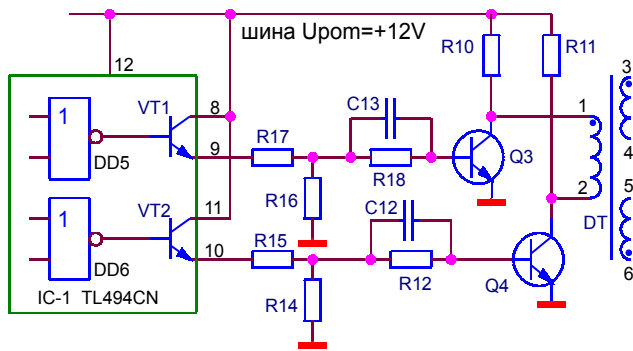 шина Upom=+12V
R10
R11
12
3
1
VT1
8
C13
1
4
DD5
9
R17
R18
Q3
R16
5
1
VT2
11
2
DT
C12
DD6
10
R15
R12
Q4
6
IC-1 TL494CN
R14